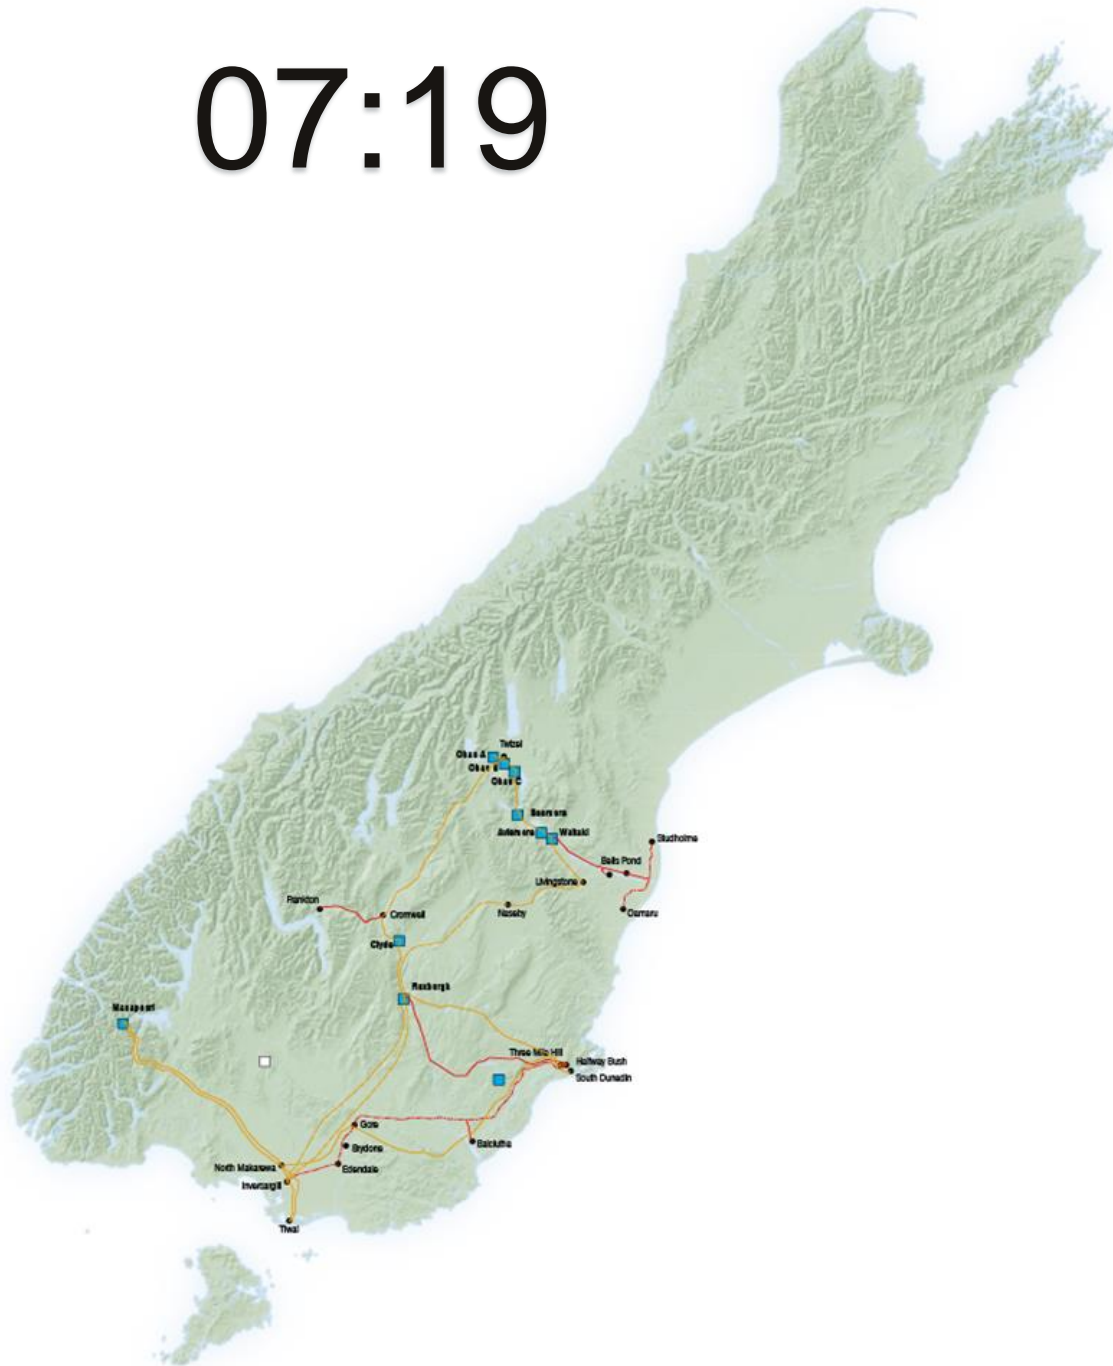 07:19
Twizel
Ohau A
Ohau B
Ohau C
Benmore
Aviemore
Waitaki
Studholme
Bells Pond
Livingstone
Oamaru
Naseby
Frankton
Cromwell
Clyde
Roxburgh
Manapouri
Three Mile Hill
Halfway Bush
South Dunedin
Gore
Brydone
Balclutha
Edendale
North Makarewa
Invercargill
Tiwai